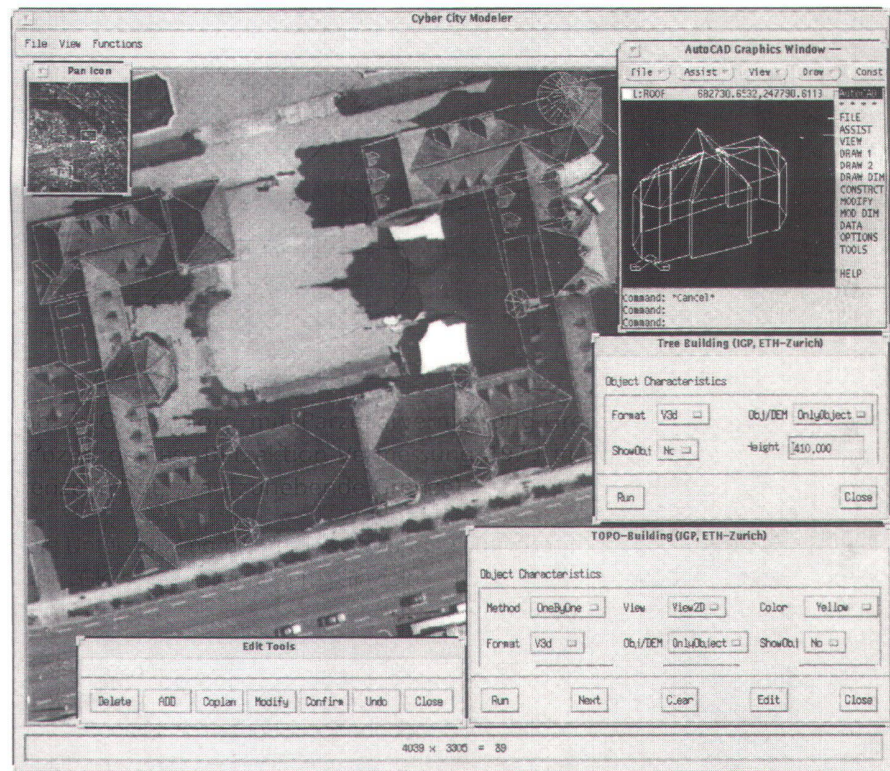 Cyber City Modeler
File View Functions
Pan Icon
AutoCAD Graphics Window —
File Assist View Draw Const
L:ROOF 682730.6532,247790.6113 AutoCAD
* * * *
FILE
ASSIST
VIEW
DRAW 1
DRAW 2
DRAW DIM
CONSTRCT
MODIFY
MOD DIM
DATA
OPTIONS
TOOLS
HELP
Command: *Cancel*
Command:
Command:
Tree Building (IGP, ETH-Zurich)
Object Characteristics
Format V3d Obj/DEM OnlyObject
ShowObj No Height 410,000
Run Close
TOPO-Building (IGP, ETH-Zurich)
Object Characteristics
Method OneByOne View View2D Color Yellow
Format V3d Obj/DEM OnlyObject ShowObj No
Run Next Clear Edit Close
Edit Tools
Delete ADD Coplan Modify Confirm Undo Close
4039 x 3305 = 89